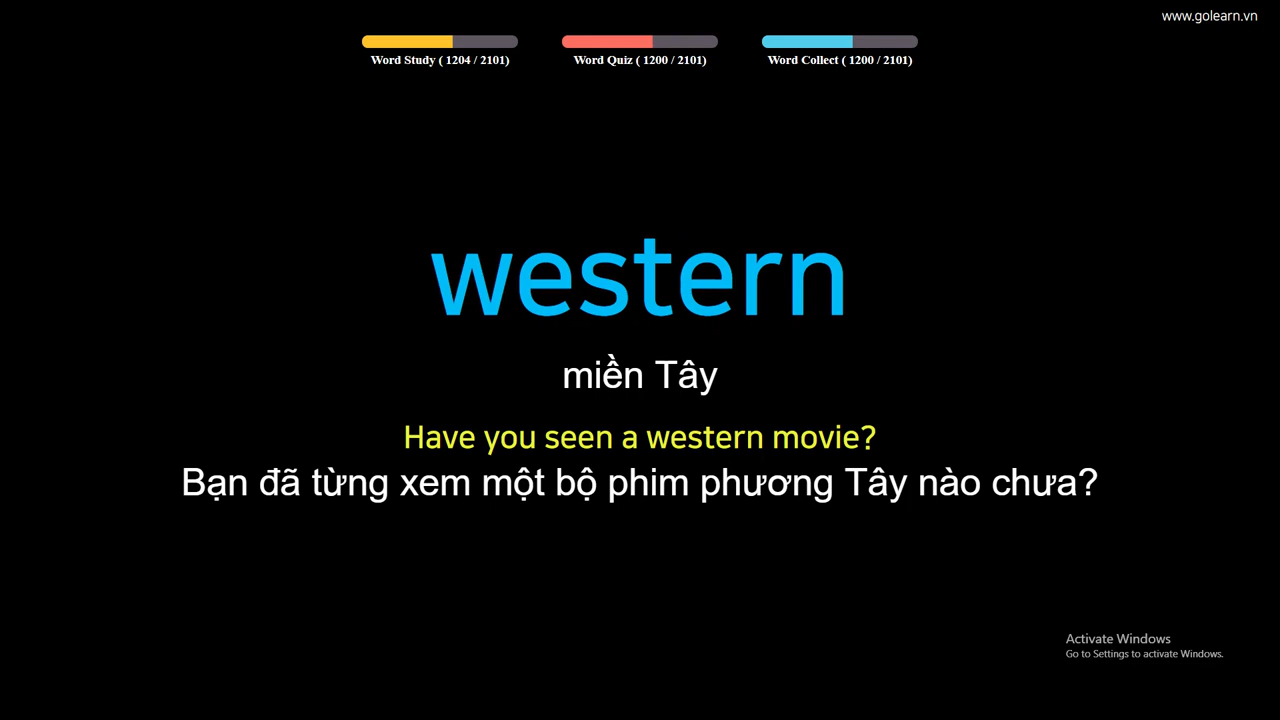 www.golearn.vn
Word Study ( 1204 / 2101)
Word Quiz ( 1200 / 2101)
Word Collect ( 1200 / 2101)
western
miền Tây
Have you seen a western movie?
Bạn đã từng xem một bộ phim phương Tây nào chưa?
Activate Windows
Go to Settings to activate Windows.